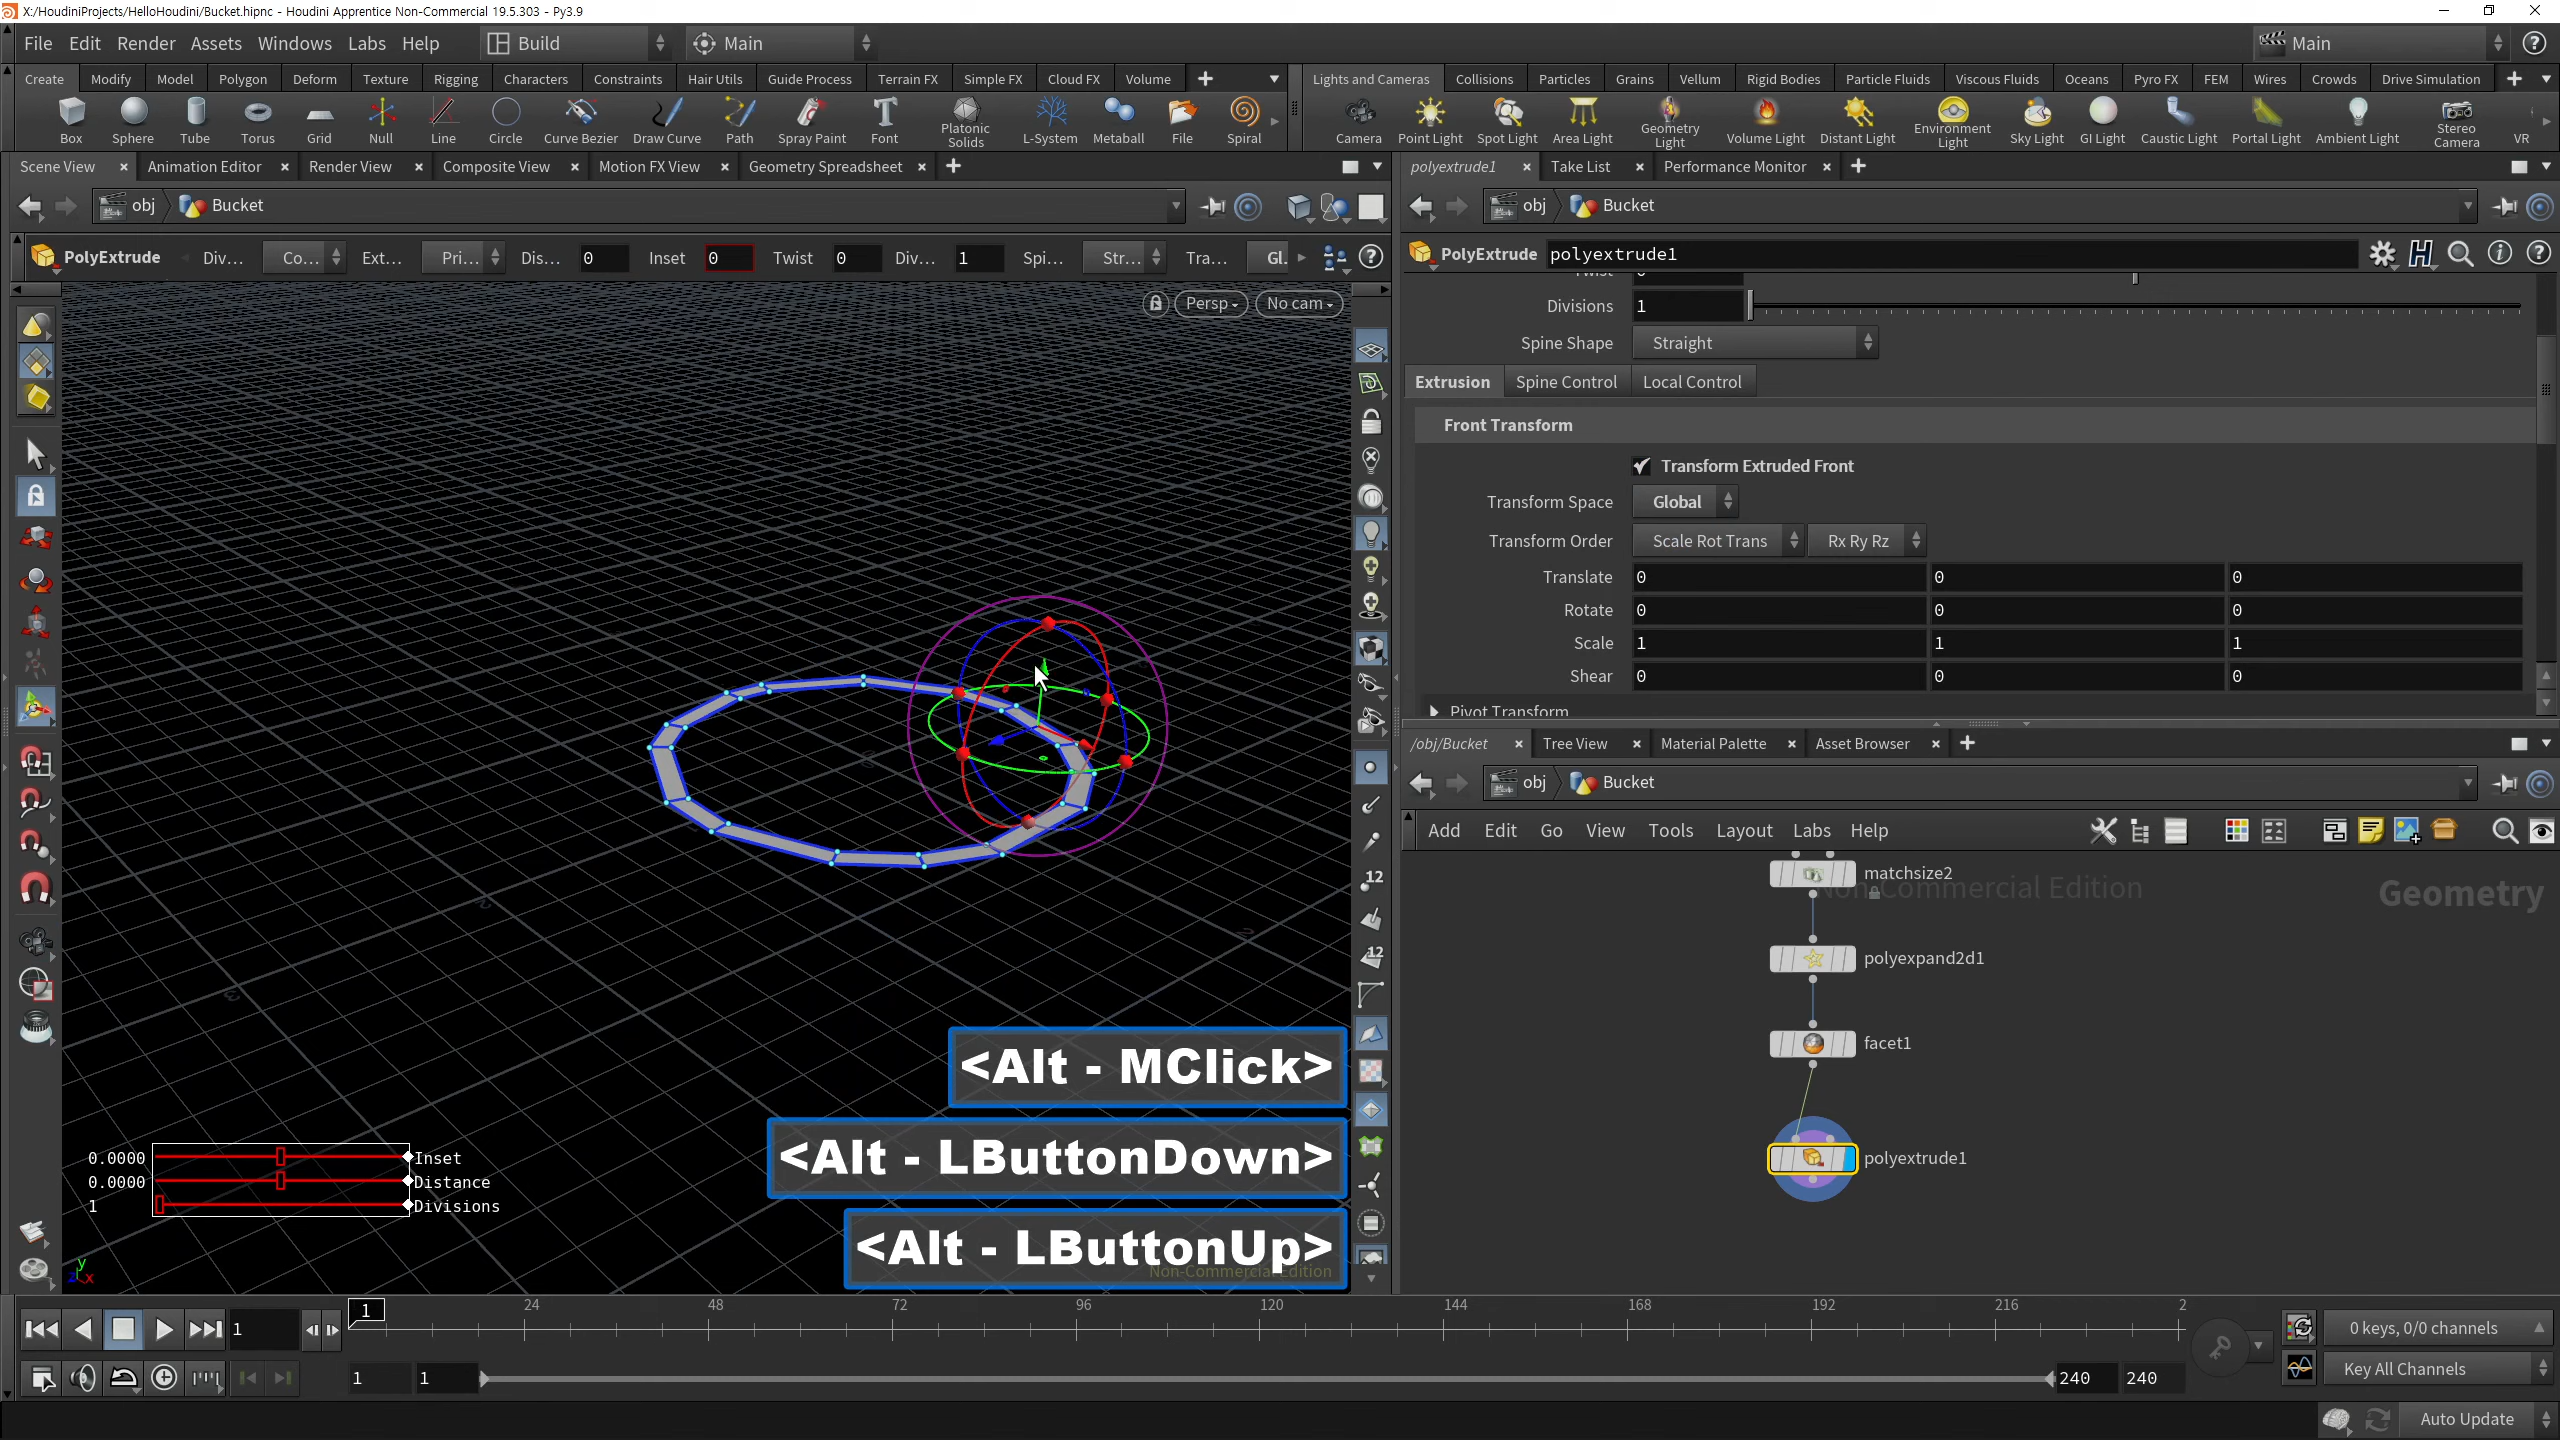 X:/HoudiniProjects/HelloHoudini/Bucket.hipnc - Houdini Apprentice Non-Commercial 19.5.303 - Py3.9
File Edit Render Assets Windows Labs Help Build Main Main
Create Modify Model Polygon Deform Texture Rigging Characters Constraints Hair Utils Guide Process Terrain FX Simple FX Cloud FX Volume
Lights and Cameras Collisions Particles Grains Vellum Rigid Bodies Particle Fluids Viscous Fluids Oceans Pyro FX FEM Wires Crowds Drive Simulation
Box Sphere Tube Torus Grid Null Line Circle Curve Bezier Draw Curve Path Spray Paint Font Platonic Solids L-System Metaball File Spiral
Camera Point Light Spot Light Area Light Geometry Light Volume Light Distant Light Environment Light Sky Light GI Light Caustic Light Portal Light Ambient Light Stereo Camera VR
Scene View Animation Editor Render View Composite View Motion FX View Geometry Spreadsheet
obj Bucket
PolyExtrude Div... Co... Ext... Pri... Dis... 0 Inset 0 Twist 0 Div... 1 Spi... Str... Tra... Gl.
Persp No cam
12
12
<Alt - MClick>
<Alt - LButtonDown>
<Alt - LButtonUp>
Non-Commercial Edition
0.0000 Inset
0.0000 Distance
1 Divisions
y
z x
polyextrude1 Take List Performance Monitor
obj Bucket
PolyExtrude polyextrude1
Twist 0
Divisions 1
Spine Shape Straight
Extrusion Spine Control Local Control
Front Transform
Transform Extruded Front
Transform Space Global
Transform Order Scale Rot Trans Rx Ry Rz
Translate 0 0 0
Rotate 0 0 0
Scale 1 1 1
Shear 0 0 0
Pivot Transform
/obj/Bucket Tree View Material Palette Asset Browser
obj Bucket
Add Edit Go View Tools Layout Labs Help
matchsize2
Non-Commercial Edition
Geometry
polyexpand2d1
facet1
polyextrude1
1 1 24 48 72 96 120 144 168 192 216 2
0 keys, 0/0 channels
1 1 240 240
Key All Channels
Auto Update